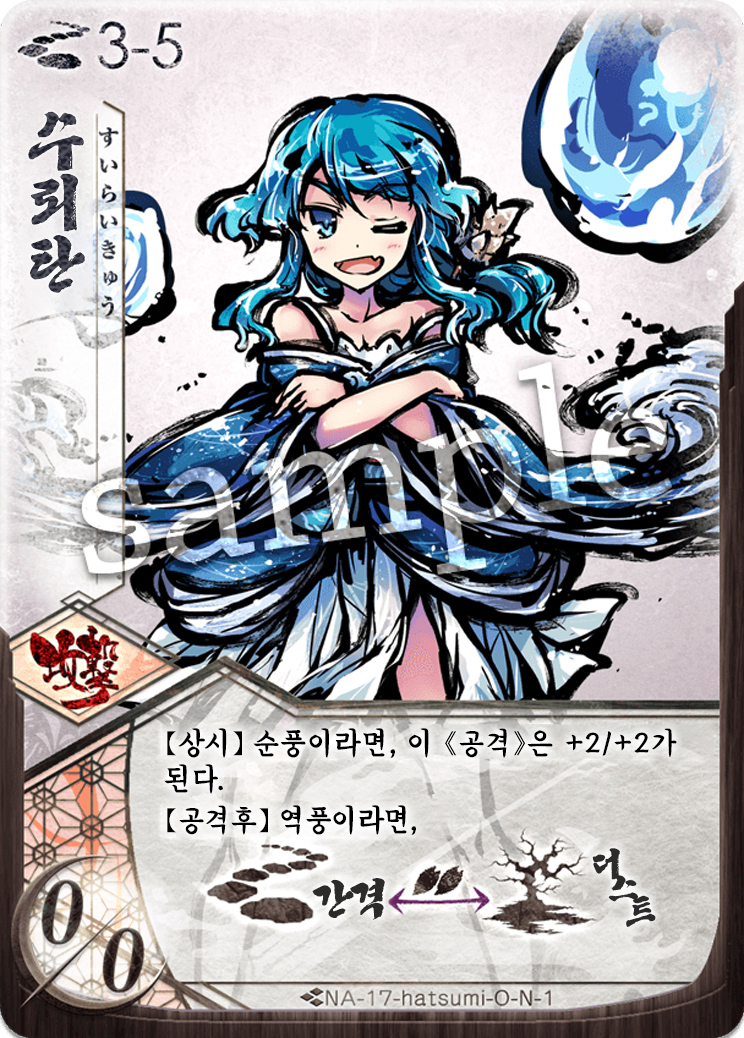 3-5
수뢰탄
すいらいきゅう
sample
攻撃
【상시】 순풍이라면, 이 《공격》은 +2/+2가
된다.
【공격후】 역풍이라면,
간격
더스트
0/0
NA-17-hatsumi-O-N-1